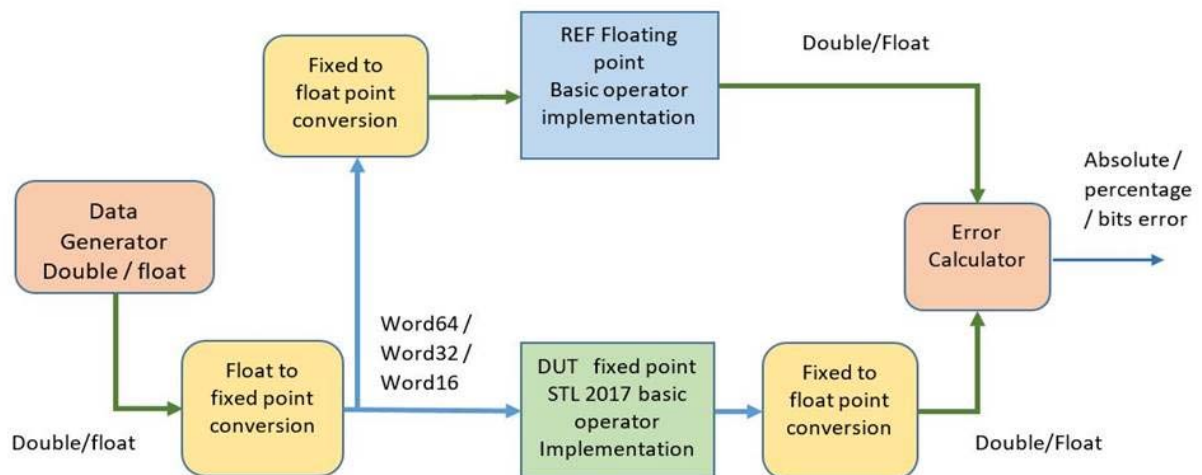 REF Floating
point
Basic operator
implementation
Double/Float
Fixed to
float point
conversion
Absolute /
percentage
/ bits error
Data
Generator
Double / float
Error
Calculator
Word64 /
Word32 /
Word16
Float to
fixed point
conversion
DUT fixed point
STL 2017 basic
operator
Implementation
Fixed to
float point
conversion
Double/float
Double/Float